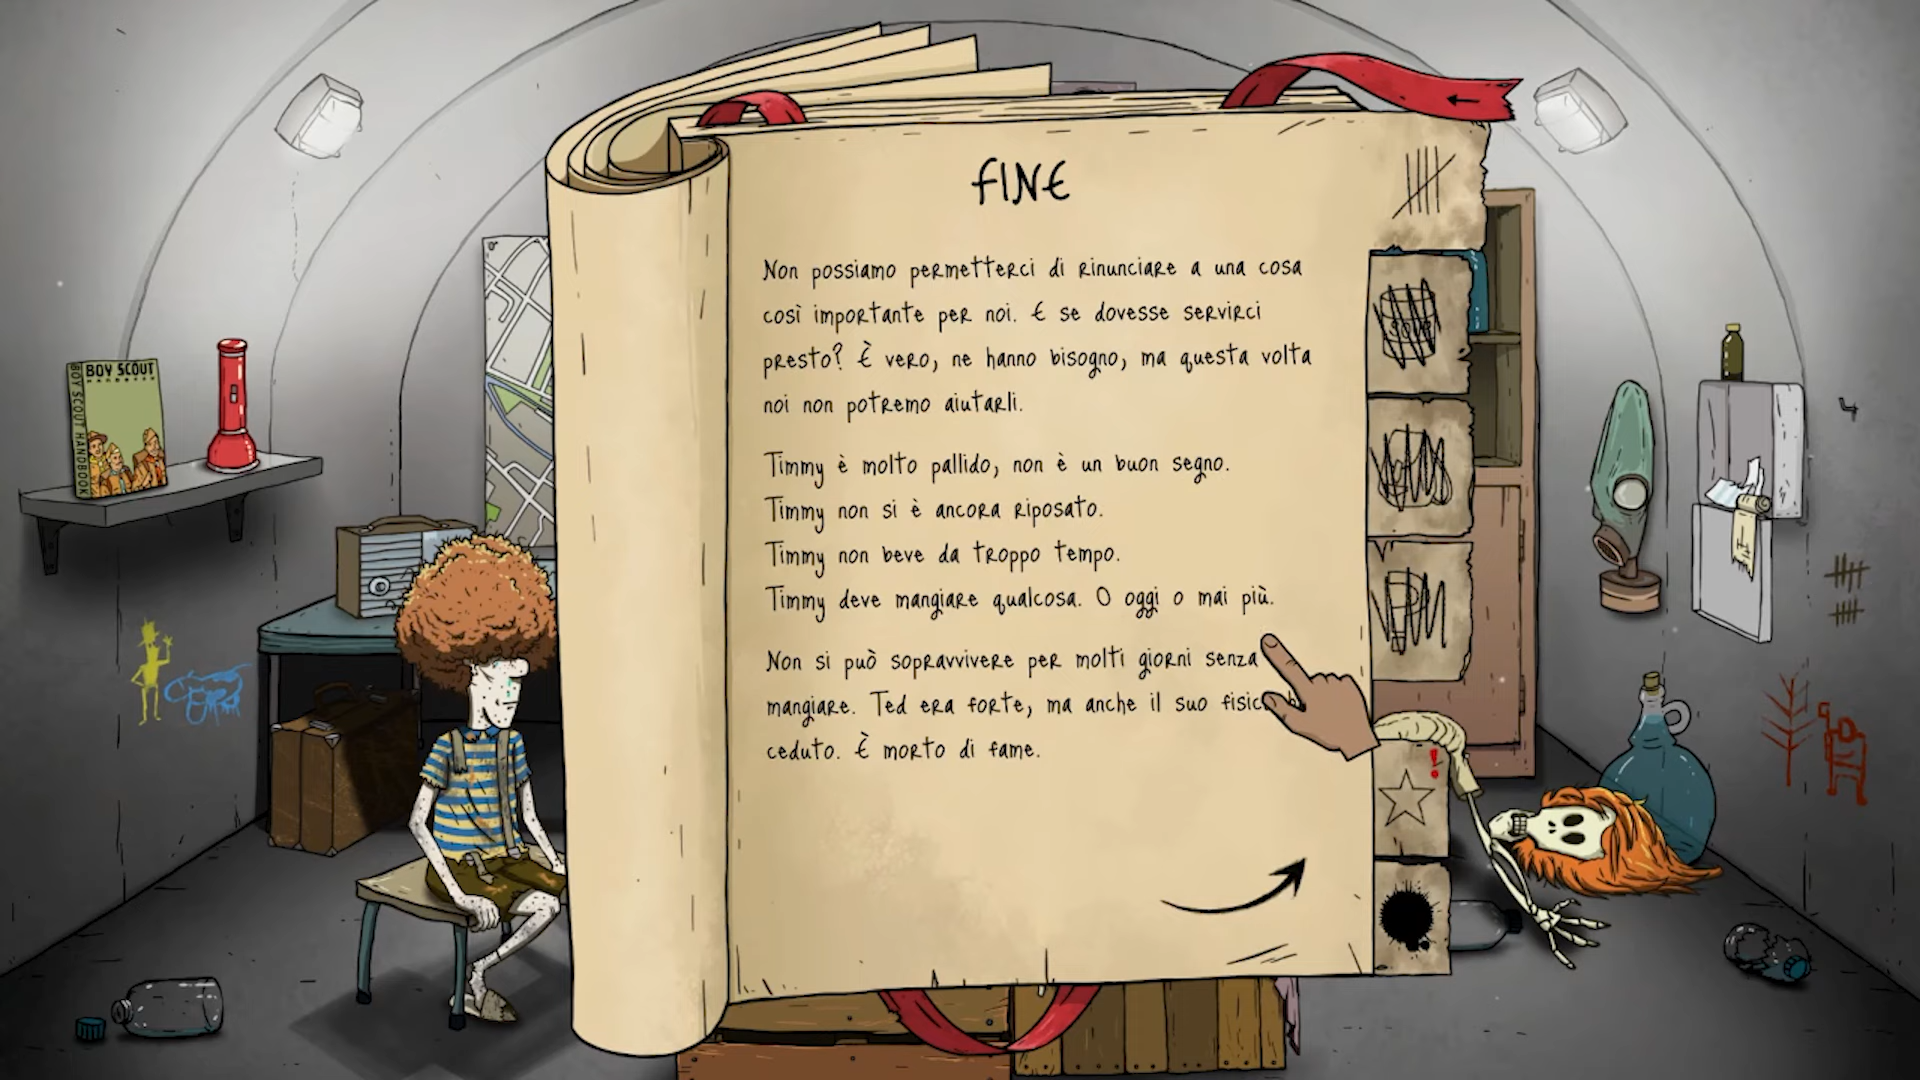 BOY SCOUT
HANDBOOK
BOY SCOUT HANDBOOK
FINE
Non possiamo permetterci di rinunciare a una cosa
così importante per noi. E se dovesse servirci
presto? È vero, ne hanno bisogno, ma questa volta
noi non potremo aiutarli.
Timmy è molto pallido, non è un buon segno.
Timmy non si è ancora riposato.
Timmy non beve da troppo tempo.
Timmy deve mangiare qualcosa. O oggi o mai più.
Non si può sopravvivere per molti giorni senza
mangiare. Ted era forte, ma anche il suo
ceduto. È morto di fame.
SOUP
!